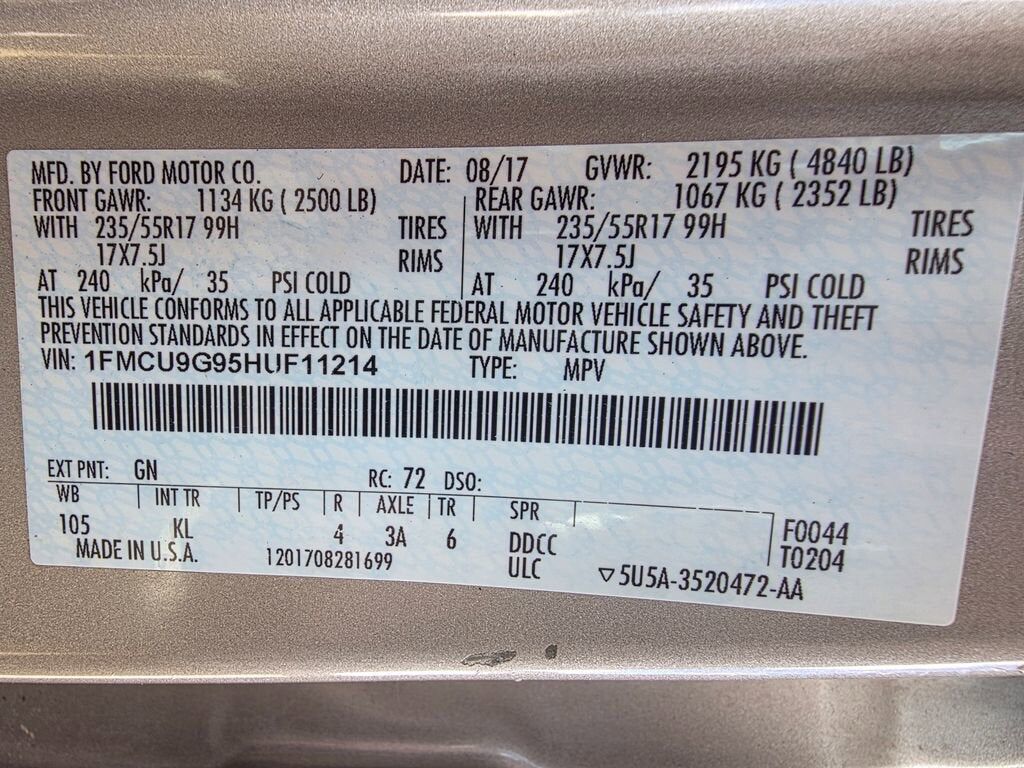 MFD. BY FORD MOTOR CO. DATE: 08/17 GVWR: 2195 KG ( 4840 LB)
FRONT GAWR: 1134 KG ( 2500 LB) REAR GAWR: 1067 KG ( 2352 LB)
WITH 235/55R17 99H TIRES WITH 235/55R17 99H TIRES
17X7.5J RIMS 17X7.5J RIMS
AT 240 kPa/ 35 PSI COLD AT 240 kPa/ 35 PSI COLD
THIS VEHICLE CONFORMS TO ALL APPLICABLE FEDERAL MOTOR VEHICLE SAFETY AND THEFT
PREVENTION STANDARDS IN EFFECT ON THE DATE OF MANUFACTURE SHOWN ABOVE.
VIN: 1FMCU9G95HUF11214 TYPE: MPV
EXT PNT: GN RC: 72 DSO:
WB INT TR TP/PS R AXLE TR SPR
105 KL 4 3A 6 DDCC F0044
MADE IN U.S.A. 1201708281699 ULC T0204
▽5U5A-3520472-AA